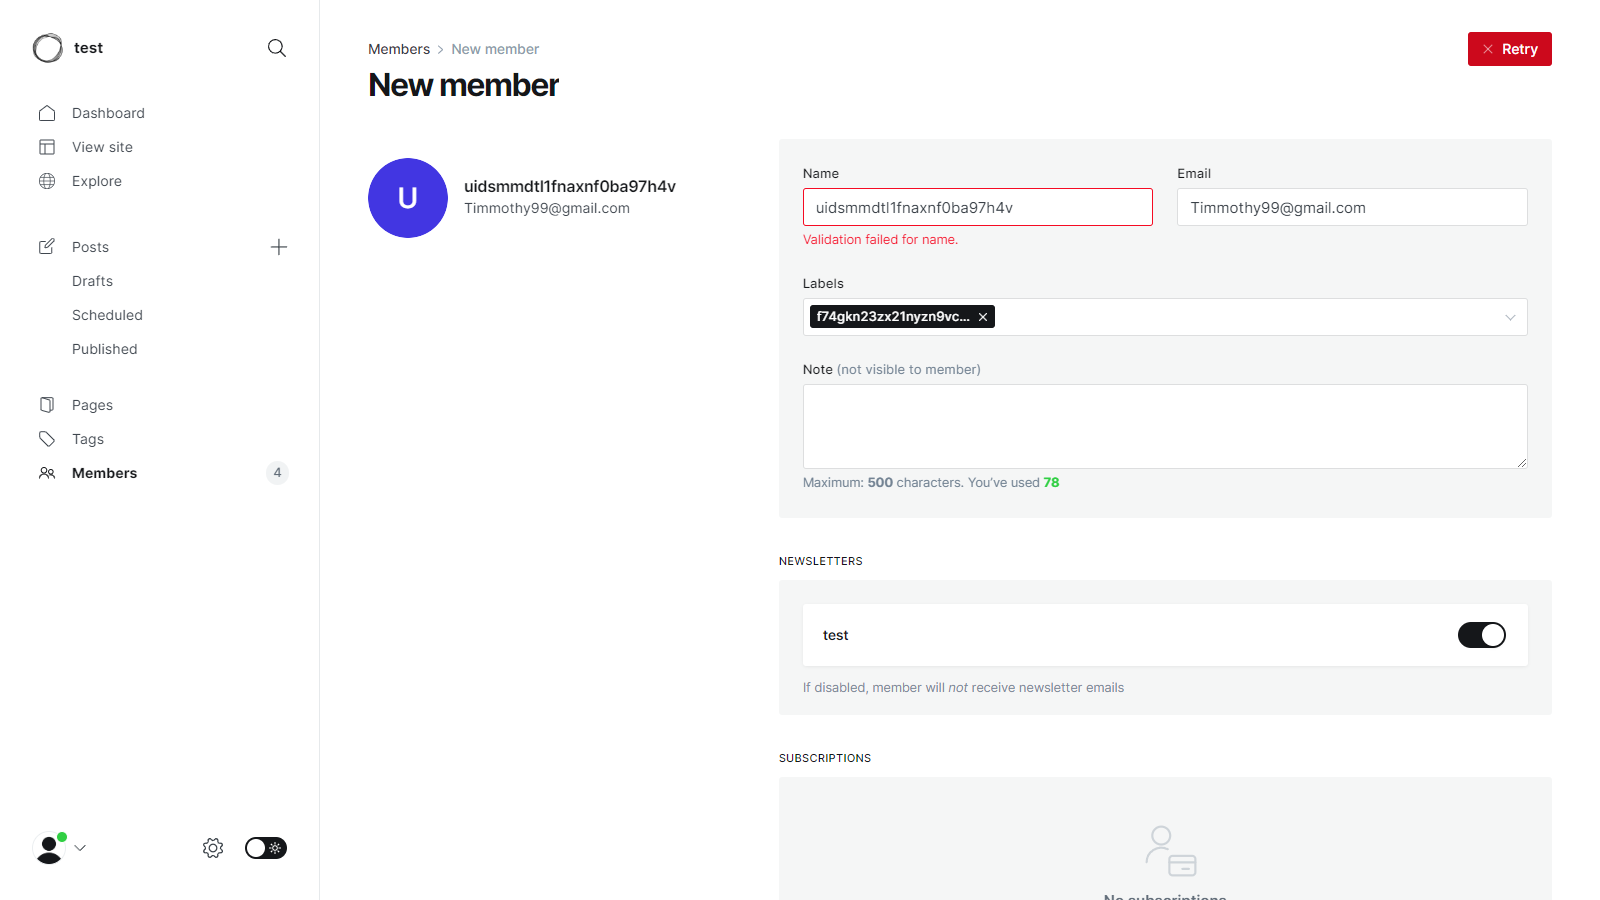 test
Dashboard
View site
Explore
Posts
Drafts
Scheduled
Published
Pages
Tags
Members
4
Members
New member
Retry
New member
U
uidsmmdtl1fnaxnf0ba97h4v
Timmothy99@gmail.com
Name
Email
uidsmmdtl1fnaxnf0ba97h4v
Timmothy99@gmail.com
Validation failed for name.
Labels
f74gkn23zx21nyzn9vc...
Note (not visible to member)
Maximum: 500 characters. You've used 78
NEWSLETTERS
test
If disabled, member will not receive newsletter emails
SUBSCRIPTIONS
No subscriptions